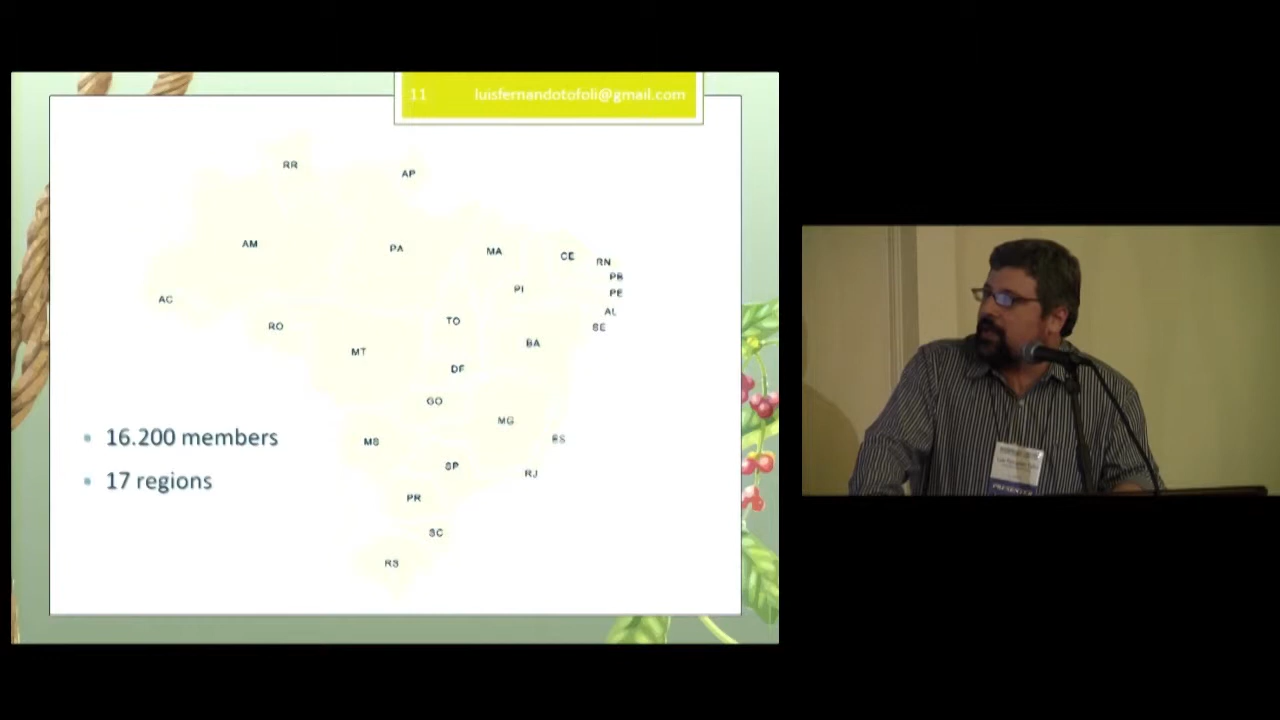 11 luisfernandotofoli@gmail.com
RR
AP
AM
PA
MA
CE
RN
PB
PE
PI
AL
SE
AC
RO
TO
BA
MT
DF
GO
MG
ES
MS
SP
RJ
PR
SC
RS
• 16.200 members
• 17 regions